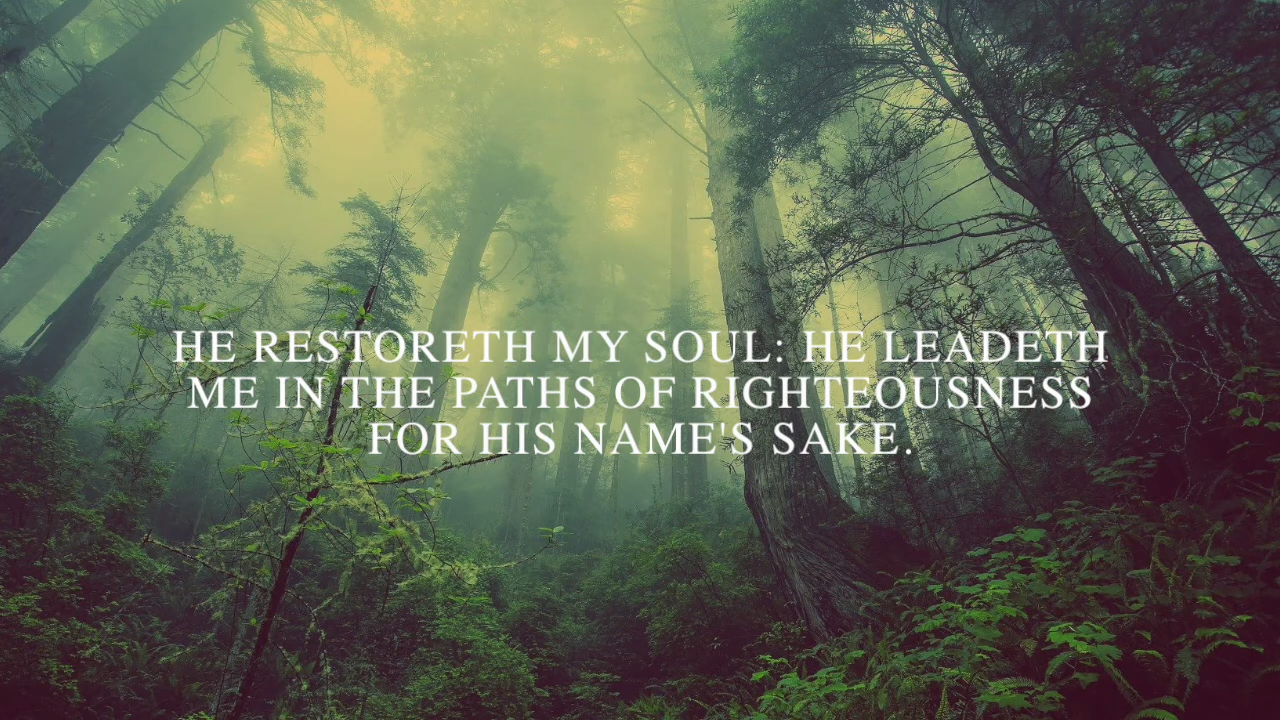 HE RESTORETH MY SOUL: HE LEADETH
ME IN THE PATHS OF RIGHTEOUSNESS
FOR HIS NAME'S SAKE.